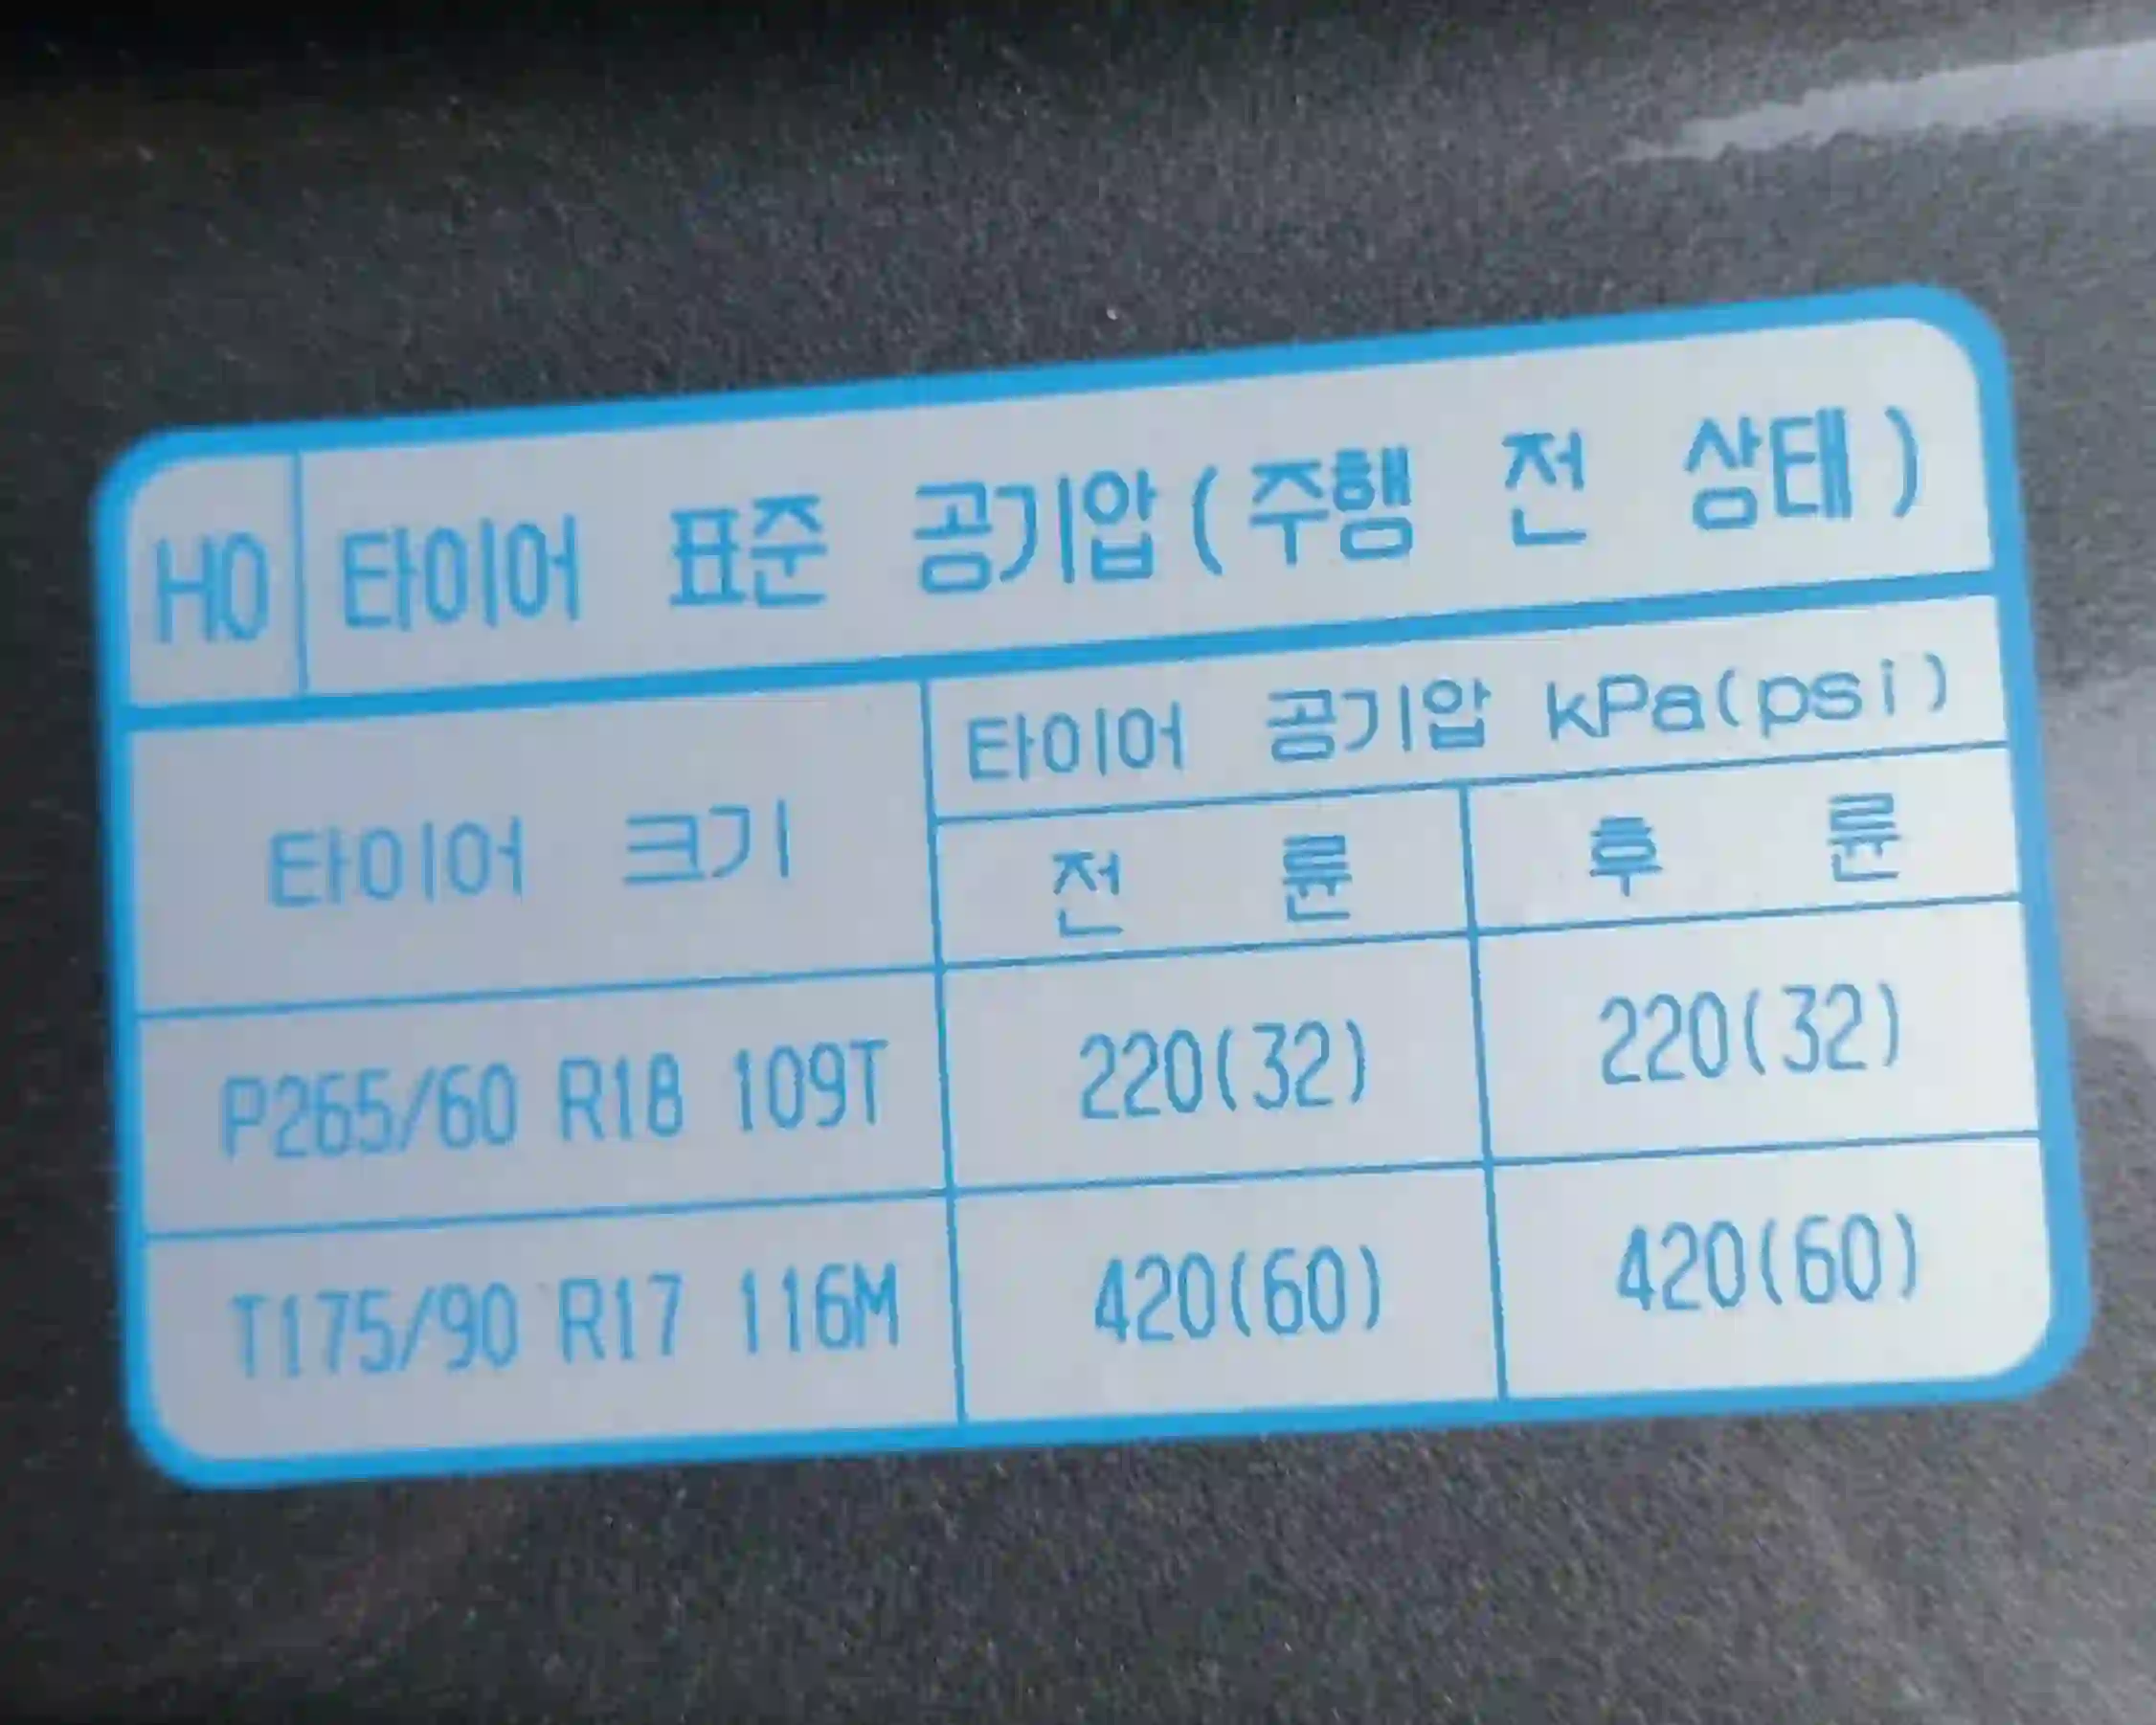 HO 타이어 표준 공기압(주행 전 상태)
타이어 크기
타이어 공기압 kPa(psi)
전 륜 후 륜
P265/60 R18 109T 220(32) 220(32)
T175/90 R17 116M 420(60) 420(60)